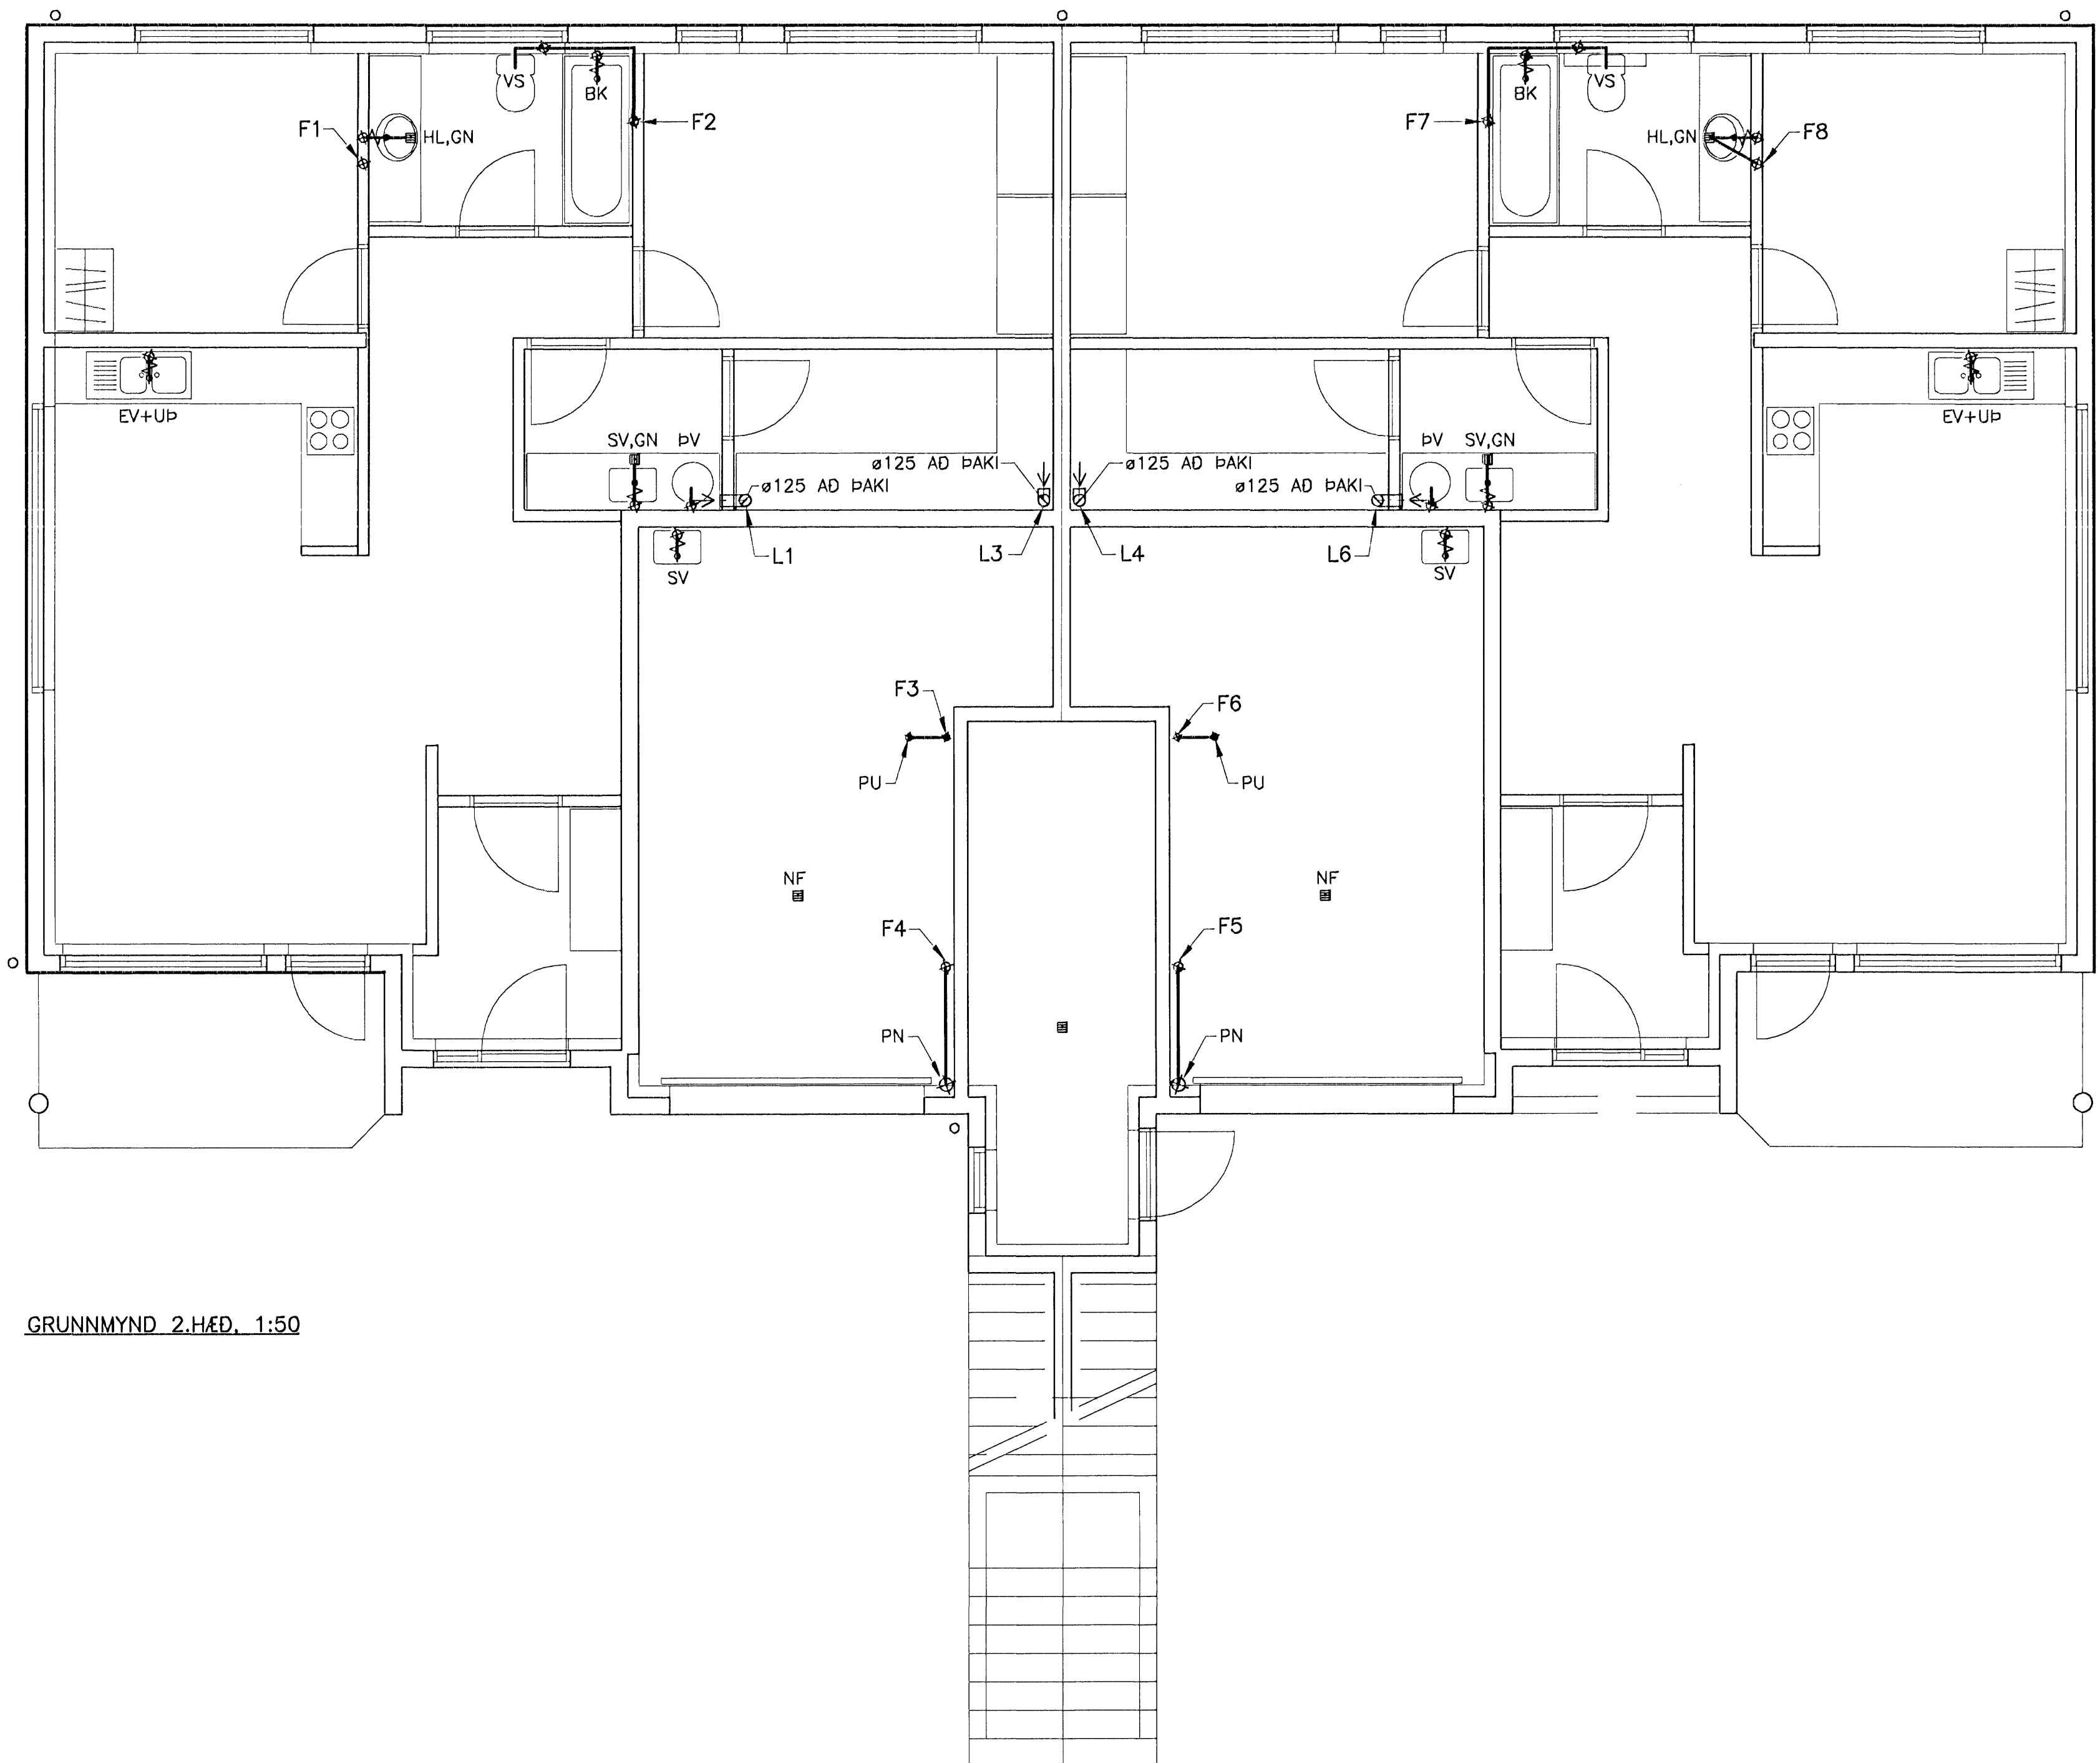 VS
BK
F1
HL,GN
F2
F7
BK
VS
HL,GN
F8
EV+UÞ
EV+UÞ
SV,GN
ÞV
ø125 AÐ ÞAKI
ø125 AÐ ÞAKI
ø125 AÐ ÞAKI
ø125 AÐ ÞAKI
ÞV
SV,GN
L1
L3
L4
L6
SV
SV
F3
F6
PU
PU
NF
NF
F4
F5
PN
PN
GRUNNMYND 2.HÆÐ, 1:50